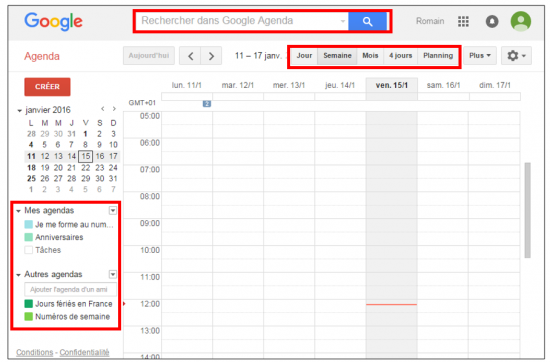 Google Rechercher dans Google Agenda Romain
Agenda Aujourd'hui < > 11 – 17 janv. Jour Semaine Mois 4 jours Planning Plus
CRÉER
lun. 11/1 mar. 12/1 mer. 13/1 jeu. 14/1 ven. 15/1 sam. 16/1 dim. 17/1
GMT+01 2
janvier 2016 < >
L M M J V S D
28 29 30 31 1 2 3
4 5 6 7 8 9 10
11 12 13 14 15 16 17
18 19 20 21 22 23 24
25 26 27 28 29 30 31
1 2 3 4 5 6 7
Mes agendas
Je me forme au num...
Anniversaires
Tâches
Autres agendas
Ajouter l'agenda d'un ami
Jours fériés en France
Numéros de semaine
Conditions - Confidentialité
05:00
06:00
07:00
08:00
09:00
10:00
11:00
12:00
13:00
14:00